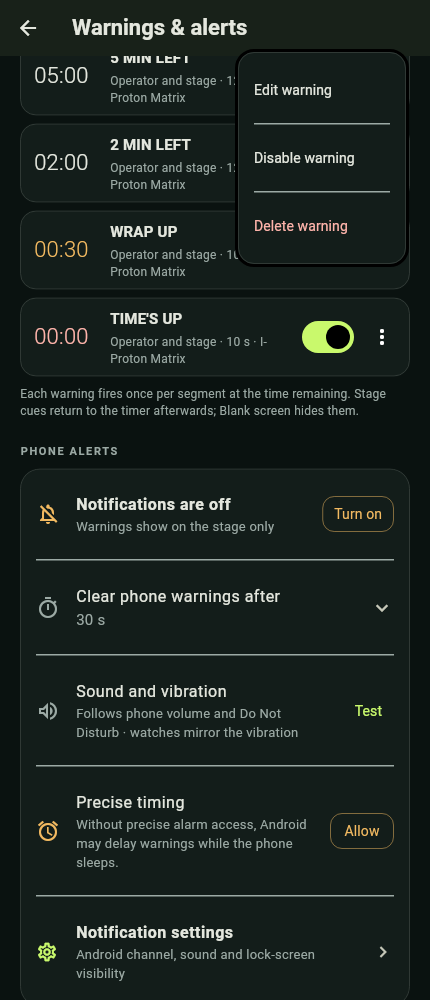 Warnings & alerts
5 MIN LEFT
05:00
Operator and stage · 12
Proton Matrix
Edit warning
Disable warning
Delete warning
2 MIN LEFT
02:00
Operator and stage · 12
Proton Matrix
WRAP UP
00:30
Operator and stage · 10
Proton Matrix
TIME'S UP
00:00
Operator and stage · 10 s · I-
Proton Matrix
Each warning fires once per segment at the time remaining. Stage
cues return to the timer afterwards; Blank screen hides them.
PHONE ALERTS
Notifications are off
Warnings show on the stage only
Turn on
Clear phone warnings after
30 s
Sound and vibration
Follows phone volume and Do Not
Disturb · watches mirror the vibration
Test
Precise timing
Without precise alarm access, Android
may delay warnings while the phone
sleeps.
Allow
Notification settings
Android channel, sound and lock-screen
visibility